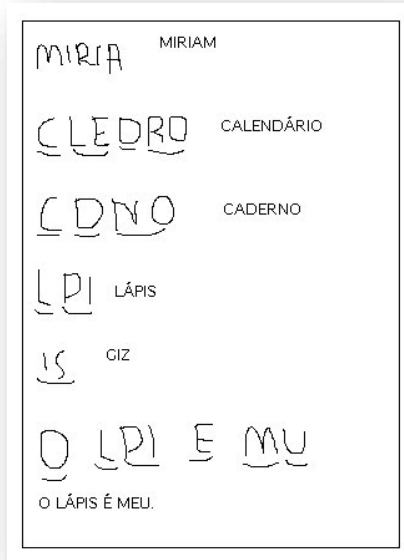 MIRIA MIRIAM
CLEDRO CALENDÁRIO
CDNO CADERNO
LPI LÁPIS
IS GIZ
O LPI E MU
O LÁPIS É MEU.